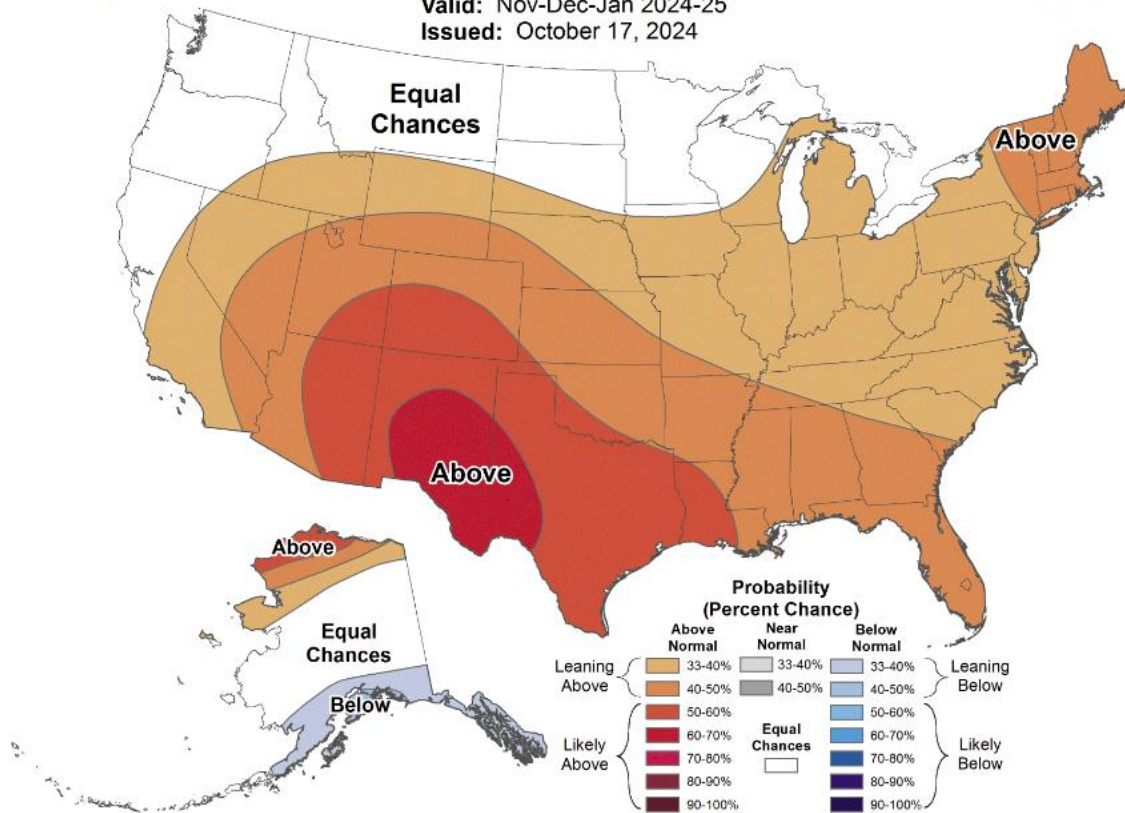 Valid: Nov-Dec-Jan 2024-25
Issued: October 17, 2024
Equal
Chances
Above
Above
Above
Equal
Chances
Below
Probability
(Percent Chance)
Above
Normal
Near
Normal
Below
Normal
Leaning
Above
33-40%
33-40%
33-40%
Leaning
Below
40-50%
40-50%
40-50%
50-60%
50-60%
Likely
Above
60-70%
Equal
Chances
60-70%
Likely
Below
70-80%
70-80%
80-90%
80-90%
90-100%
90-100%